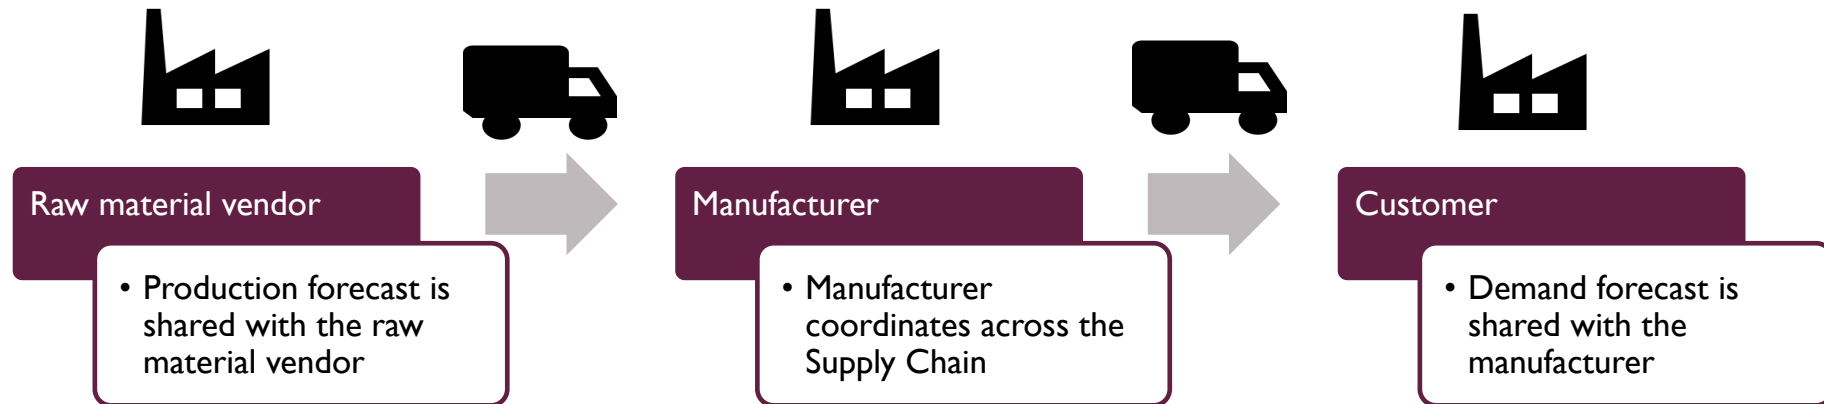 Raw material vendor
• Production forecast is
shared with the raw
material vendor
Manufacturer
• Manufacturer
coordinates across the
Supply Chain
Customer
• Demand forecast is
shared with the
manufacturer